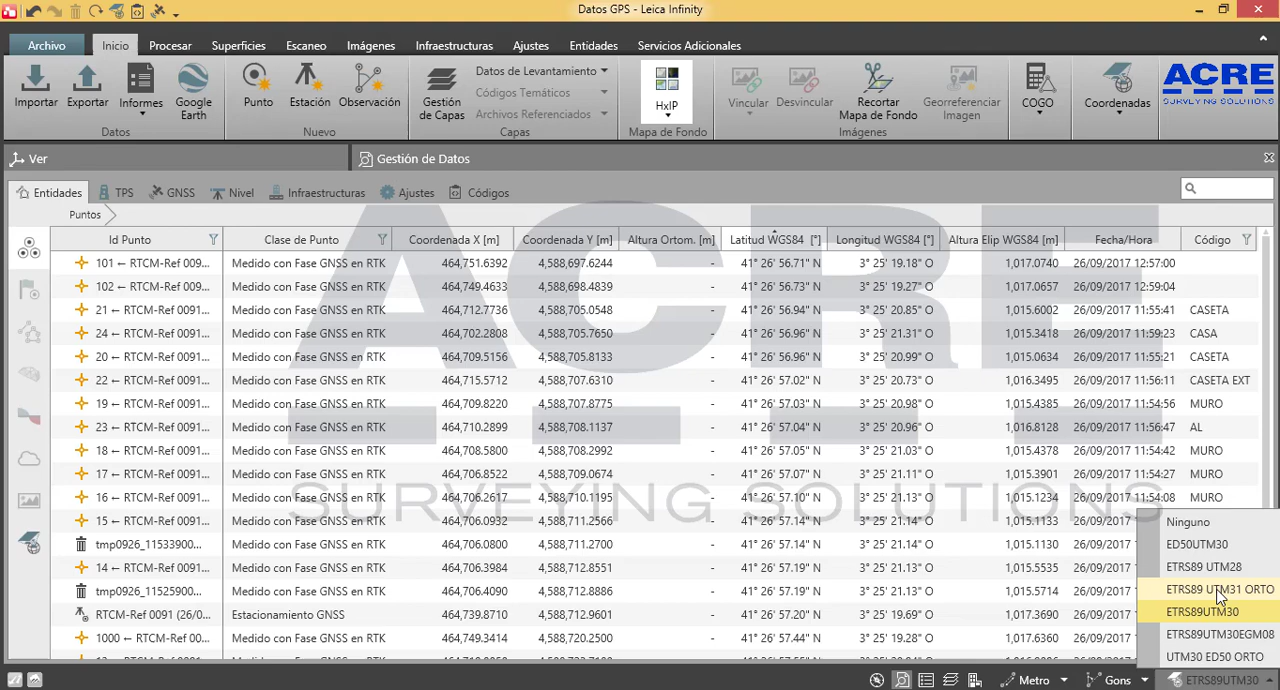 Datos GPS - Leica Infinity
Archivo Inicio Procesar Superficies Escaneo Imágenes Infraestructuras Ajustes Entidades Servicios Adicionales
Importar Exportar Informes Google Earth
Datos
Punto Estación Observación
Nuevo
Gestión de Capas
Datos de Levantamiento
Códigos Temáticos
Archivos Referenciados
Capas
HxIP
Mapa de Fondo
Vincular Desvincular Recortar Mapa de Fondo Georreferenciar Imagen
Imágenes
COGO
Coordenadas
ACRE
SURVEYING SOLUTIONS
Ver
Gestión de Datos
Entidades TPS GNSS Nivel Infraestructuras Ajustes Códigos
Puntos
Id Punto Clase de Punto Coordenada X [m] Coordenada Y [m] Altura Ortom. [m] Latitud WGS84 [°] Longitud WGS84 [°] Altura Elip WGS84 [m] Fecha/Hora Código
101 ← RTCM-Ref 009... Medido con Fase GNSS en RTK 464,751.6392 4,588,697.6244 - 41° 26' 56.71" N 3° 25' 19.18" O 1,017.0740 26/09/2017 12:57:00
102 ← RTCM-Ref 009... Medido con Fase GNSS en RTK 464,749.4633 4,588,698.4839 - 41° 26' 56.73" N 3° 25' 19.27" O 1,017.0657 26/09/2017 12:59:04
21 ← RTCM-Ref 0091... Medido con Fase GNSS en RTK 464,712.7736 4,588,705.0548 - 41° 26' 56.94" N 3° 25' 20.85" O 1,015.6002 26/09/2017 11:55:41 CASETA
24 ← RTCM-Ref 0091... Medido con Fase GNSS en RTK 464,702.2808 4,588,705.7650 - 41° 26' 56.96" N 3° 25' 21.31" O 1,015.3418 26/09/2017 11:59:23 CASA
20 ← RTCM-Ref 0091... Medido con Fase GNSS en RTK 464,709.5156 4,588,705.8133 - 41° 26' 56.96" N 3° 25' 20.99" O 1,015.0634 26/09/2017 11:55:21 CASETA
22 ← RTCM-Ref 0091... Medido con Fase GNSS en RTK 464,715.5712 4,588,707.6310 - 41° 26' 57.02" N 3° 25' 20.73" O 1,016.3495 26/09/2017 11:56:11 CASETA EXT
19 ← RTCM-Ref 0091... Medido con Fase GNSS en RTK 464,709.8220 4,588,707.8775 - 41° 26' 57.03" N 3° 25' 20.98" O 1,015.4385 26/09/2017 11:54:56 MURO
23 ← RTCM-Ref 0091... Medido con Fase GNSS en RTK 464,710.2899 4,588,708.1137 - 41° 26' 57.04" N 3° 25' 20.96" O 1,016.8128 26/09/2017 11:56:47 AL
18 ← RTCM-Ref 0091... Medido con Fase GNSS en RTK 464,708.5800 4,588,708.2992 - 41° 26' 57.05" N 3° 25' 21.03" O 1,015.4271 26/09/2017 11:54:42 MURO
17 ← RTCM-Ref 0091... Medido con Fase GNSS en RTK 464,706.8522 4,588,709.0674 - 41° 26' 57.07" N 3° 25' 21.11" O 1,015.3901 26/09/2017 11:54:27 MURO
16 ← RTCM-Ref 0091... Medido con Fase GNSS en RTK 464,706.2617 4,588,710.1195 - 41° 26' 57.10" N 3° 25' 21.13" O 1,015.1234 26/09/2017 11:54:08 MURO
15 ← RTCM-Ref 0091... Medido con Fase GNSS en RTK 464,706.0531 4,588,711.2566 - 41° 26' 57.14" N 3° 25' 21.14" O 1,015.1133 26/09/2017
tmp0926_11533900... Medido con Fase GNSS en RTK 464,706.0800 4,588,711.2700 - 41° 26' 57.14" N 3° 25' 21.14" O 1,015.1130 26/09/2017
14 ← RTCM-Ref 0091... Medido con Fase GNSS en RTK 464,706.2938 4,588,712.8551 - 41° 26' 57.19" N 3° 25' 21.13" O 1,015.0931 26/09/2017
tmp0926_11525900... Medido con Fase GNSS en RTK 464,706.2790 4,588,712.8886 - 41° 26' 57.19" N 3° 25' 21.13" O 1,015.0791 26/09/2017
RTCM-Ref 0091 (26/0... Estacionamiento GNSS 464,739.8710 4,588,712.9601 - 41° 26' 57.20" N 3° 25' 19.69" O 1,017.3690 26/09/2017
1000 ← RTCM-Ref 00... Medido con Fase GNSS en RTK 464,749.3638 4,588,720.2500 - 41° 26' 57.44" N 3° 25' 19.28" O 1,017.6360 26/09/2017
ACRE
SURVEYING SOLUTIONS
Ninguno
ED50UTM30
ETRS89 UTM28
ETRS89 UTM31 ORTO
ETRS89UTM30
ETRS89UTM30EGM08
UTM30 ED50 ORTO
Metro Gons ETRS89UTM30